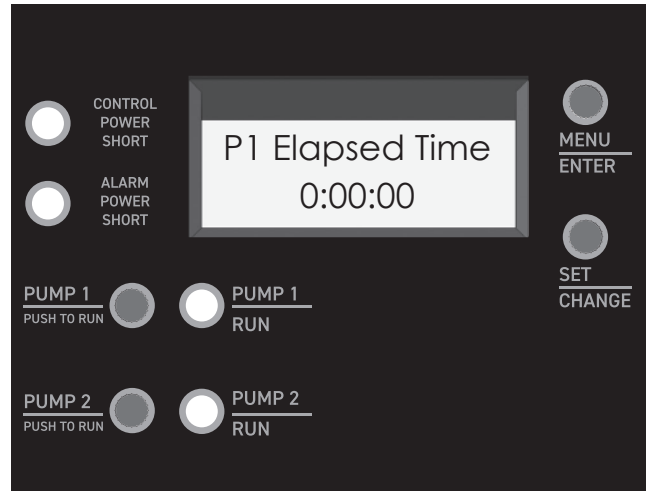 CONTROL
POWER
SHORT
P1 Elapsed Time
0:00:00
MENU
ENTER
ALARM
POWER
SHORT
SET
CHANGE
PUMP 1
PUSH TO RUN
PUMP 1
RUN
PUMP 2
PUSH TO RUN
PUMP 2
RUN